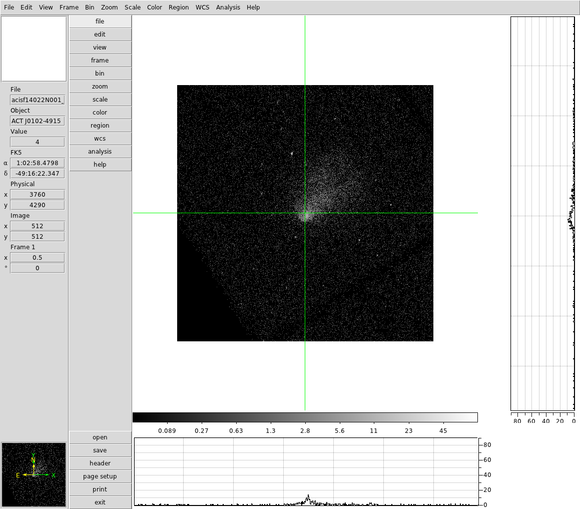 File Edit View Frame Bin Zoom Scale Color Region WCS Analysis Help
File
acisf14022N001_
Object
ACT J0102-4915
Value
4
FK5
α 1:02:58.4798
δ -49:16:22.347
Physical
x 3760
y 4290
Image
x 512
y 512
Frame 1
x 0.5
° 0
file
edit
view
frame
bin
zoom
scale
color
region
wcs
analysis
help
open
save
header
page setup
print
exit
0.089 0.27 0.63 1.3 2.8 5.6 11 23 45
80
60
40
20
0
80 60 40 20 0
N
E
X